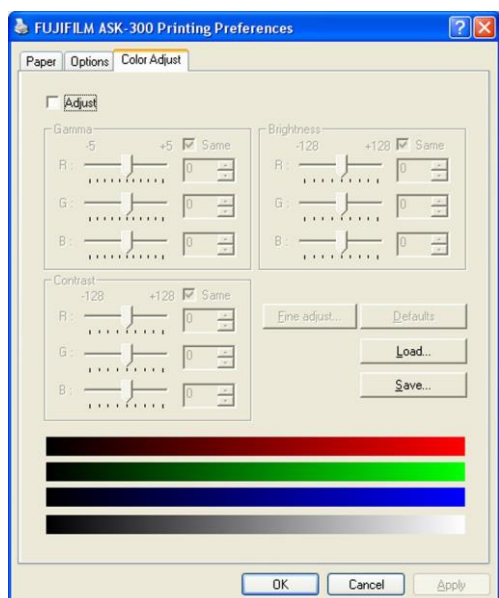 FUJIFILM ASK-300 Printing Preferences
Paper Options Color Adjust
Adjust
Gamma
-5 +5 Same
R: 0
G: 0
B: 0
Brightness
-128 +128 Same
R: 0
G: 0
B: 0
Contrast
-128 +128 Same
R: 0
G: 0
B: 0
Fine adjust... Defaults
Load...
Save...
OK Cancel Apply